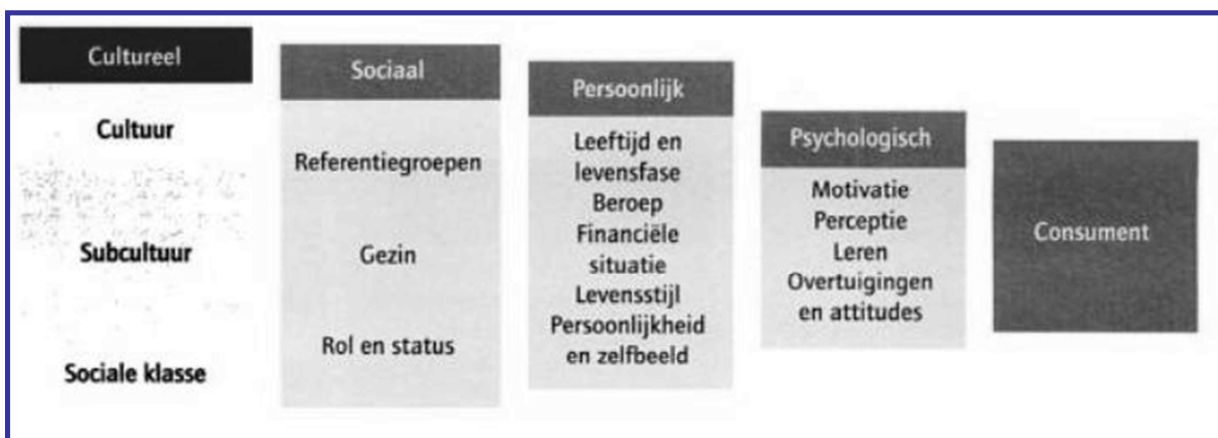 Cultureel
Cultuur
Subcultuur
Sociale klasse
Sociaal
Referentiegroepen
Gezin
Rol en status
Persoonlijk
Leeftijd en
levensfase
Beroep
Financiële
situatie
Levensstijl
Persoonlijkheid
en zelfbeeld
Psychologisch
Motivatie
Perceptie
Leren
Overtuigingen
en attitudes
Consument